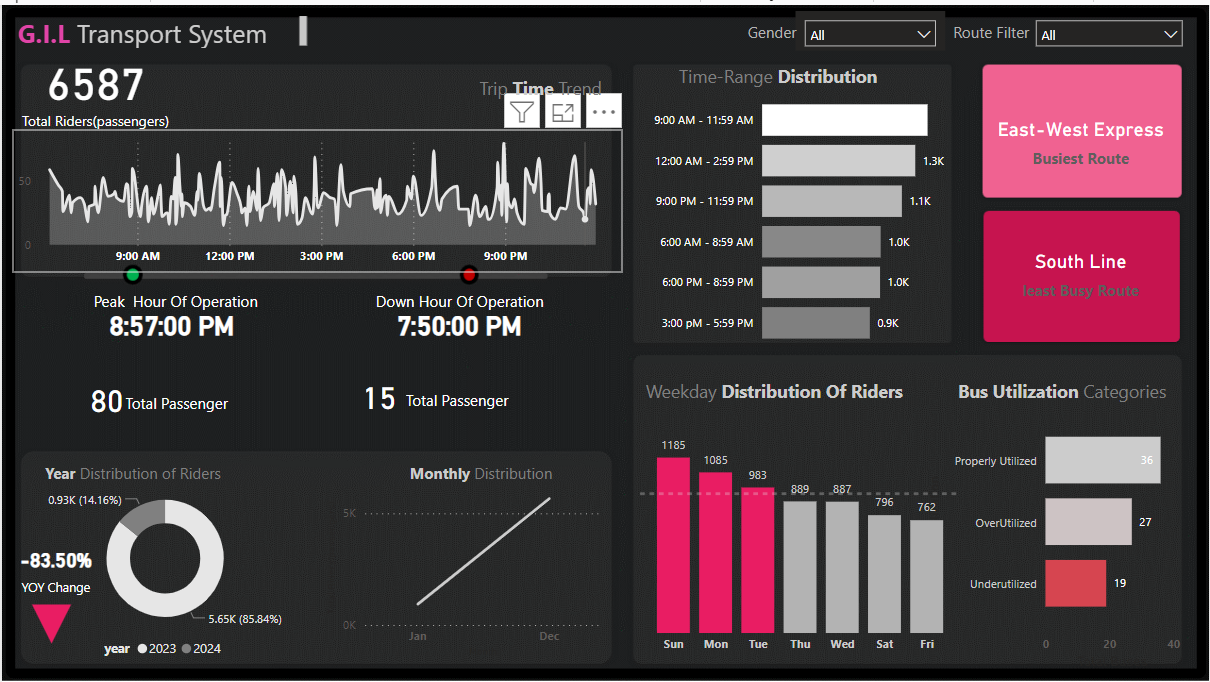 G.I.L Transport System
Gender
All
Route Filter
All
6587
Total Riders(passengers)
Trip Time Trend
50
0
9:00 AM
12:00 PM
3:00 PM
6:00 PM
9:00 PM
Peak Hour Of Operation
8:57:00 PM
Down Hour Of Operation
7:50:00 PM
80 Total Passenger
15 Total Passenger
Time-Range Distribution
9:00 AM - 11:59 AM
12:00 AM - 2:59 PM
1.3K
9:00 PM - 11:59 PM
1.1K
6:00 AM - 8:59 AM
1.0K
6:00 PM - 8:59 PM
1.0K
3:00 pM - 5:59 PM
0.9K
East-West Express
Busiest Route
South Line
least Busy Route
Year Distribution of Riders
0.93K (14.16%)
-83.50%
YOY Change
5.65K (85.84%)
year 2023 2024
Monthly Distribution
5K
0K
Jan
Dec
Weekday Distribution Of Riders
1185
1085
983
889
887
796
762
Sun
Mon
Tue
Thu
Wed
Sat
Fri
Bus Utilization Categories
Properly Utilized
36
OverUtilized
27
Underutilized
19
0
20
40